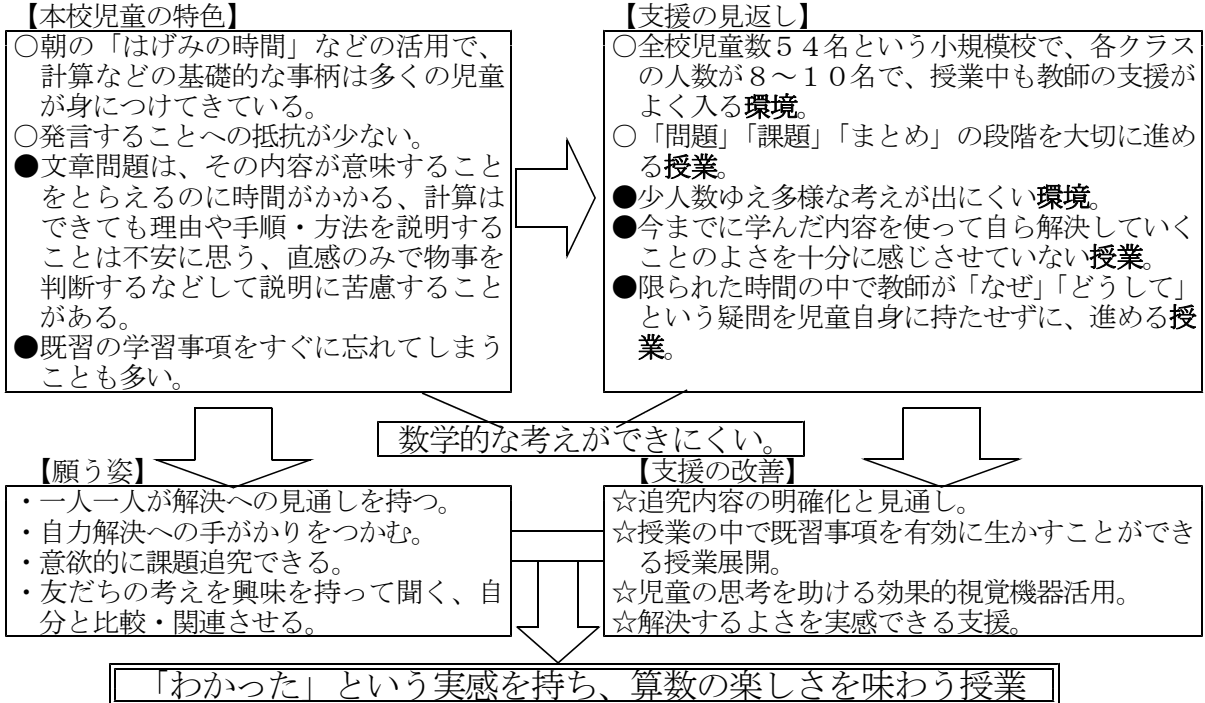 【本校児童の特色】
○朝の「はげみの時間」などの活用で、
計算などの基礎的な事柄は多くの児童
が身につけてきている。
○発言することへの抵抗が少ない。
●文章問題は、その内容が意味すること
をとらえるのに時間がかかる、計算は
できても理由や手順・方法を説明する
ことは不安に思う、直感のみで物事を
判断するなどして説明に苦慮すること
がある。
●既習の学習事項をすぐに忘れてしまう
ことも多い。
【支援の見返し】
○全校児童数54名という小規模校で、各クラス
の人数が8～10名で、授業中も教師の支援が
よく入る環境。
○「問題」「課題」「まとめ」の段階を大切に進め
る授業。
●少人数ゆえ多様な考えが出にくい環境。
●今までに学んだ内容を使って自ら解決していく
ことのよさを十分に感じさせていない授業。
●限られた時間の中で教師が「なぜ」「どうして」
という疑問を児童自身に持たせずに、進める授
業。
数学的な考えができにくい。
【願う姿】
・一人一人が解決への見通しを持つ。
・自力解決への手がかりをつかむ。
・意欲的に課題追究できる。
・友だちの考えを興味を持って聞く、自
分と比較・関連させる。
【支援の改善】
☆追究内容の明確化と見通し。
☆授業の中で既習事項を有効に生かすことができ
る授業展開。
☆児童の思考を助ける効果的視覚機器活用。
☆解決するよさを実感できる支援。
「わかった」という実感を持ち、算数の楽しさを味わう授業